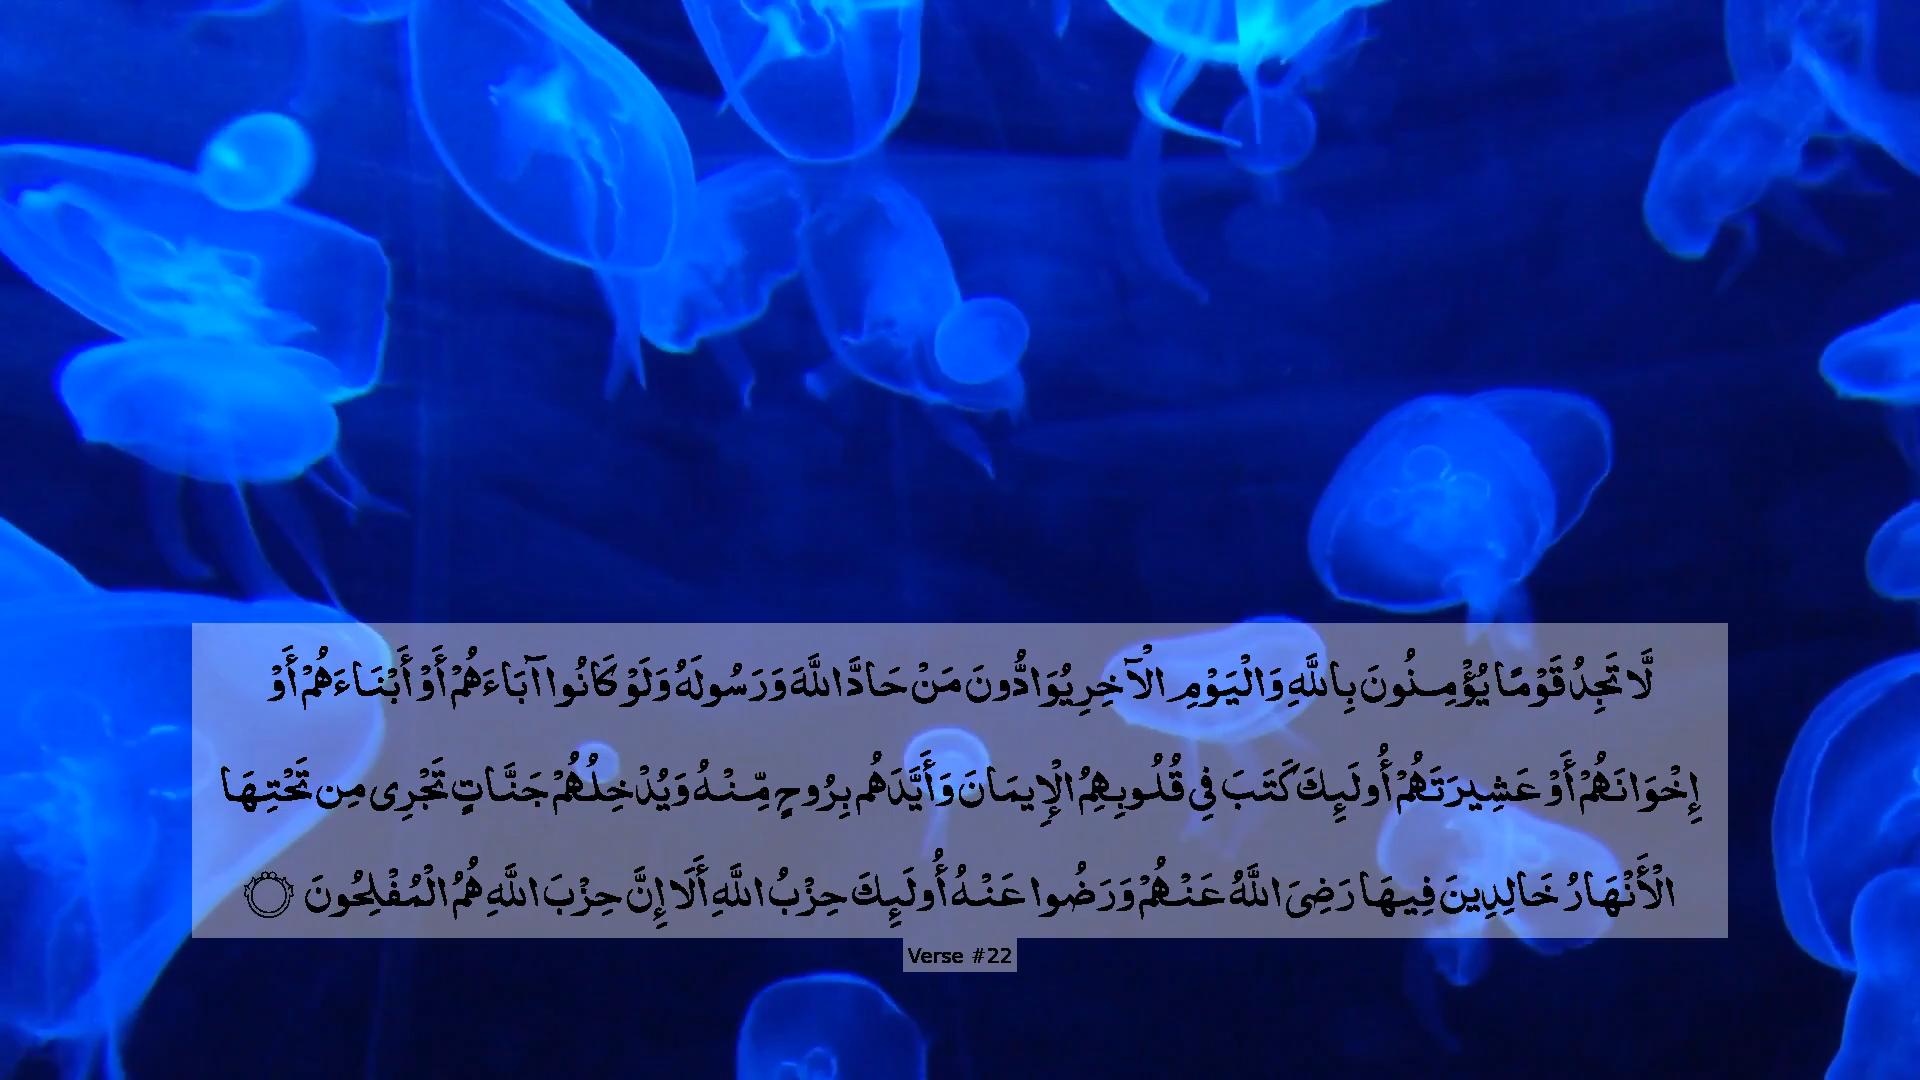 لَّا تَجِدُ قَوْمًا يُؤْمِنُونَ بِاللَّهِ وَالْيَوْمِ الْآخِرِ يُوَادُّونَ مَنْ حَادَّ اللَّهَ وَرَسُولَهُ وَلَوْ كَانُوا آبَاءَهُمْ أَوْ أَبْنَاءَهُمْ أَوْ
إِخْوَانَهُمْ أَوْ عَشِيرَتَهُمْ أُولَئِكَ كَتَبَ فِي قُلُوبِهِمُ الْإِيمَانَ وَأَيَّدَهُم بِرُوحٍ مِّنْهُ وَيُدْخِلُهُمْ جَنَّاتٍ تَجْرِى مِن تَحْتِهَا
الْأَنْهَارُ خَالِدِينَ فِيهَا رَضِىَ اللَّهُ عَنْهُمْ وَرَضُوا عَنْهُ أُولَئِكَ حِزْبُ اللَّهِ أَلَا إِنَّ حِزْبَ اللَّهِ هُمُ الْمُفْلِحُونَ
Verse #22